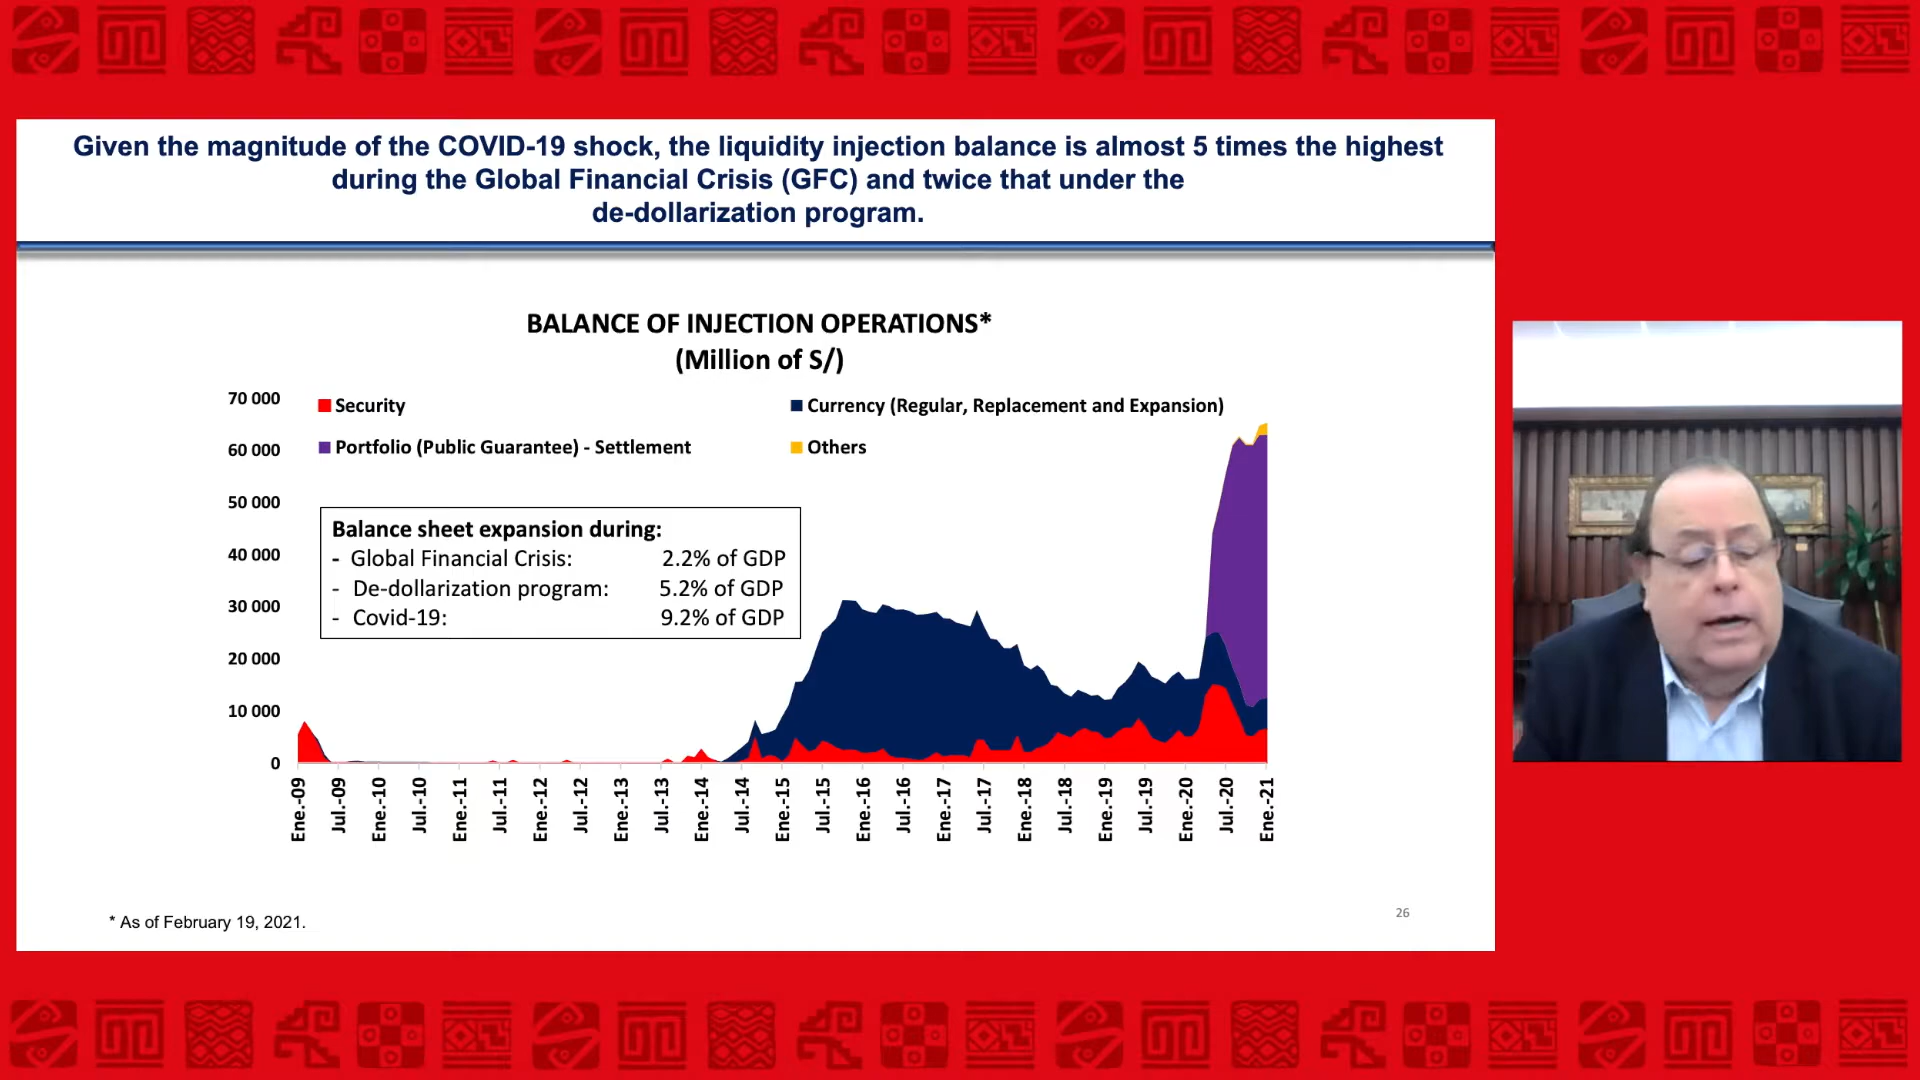 Given the magnitude of the COVID-19 shock, the liquidity injection balance is almost 5 times the highest
during the Global Financial Crisis (GFC) and twice that under the
de-dollarization program.
BALANCE OF INJECTION OPERATIONS*
(Million of S/)
70 000
60 000
50 000
40 000
30 000
20 000
10 000
0
Security
Currency (Regular, Replacement and Expansion)
Portfolio (Public Guarantee) - Settlement
Others
Balance sheet expansion during:
- Global Financial Crisis: 2.2% of GDP
- De-dollarization program: 5.2% of GDP
- Covid-19: 9.2% of GDP
Ene.-09
Jul.-09
Ene.-10
Jul.-10
Ene.-11
Jul.-11
Ene.-12
Jul.-12
Ene.-13
Jul.-13
Ene.-14
Jul.-14
Ene.-15
Jul.-15
Ene.-16
Jul.-16
Ene.-17
Jul.-17
Ene.-18
Jul.-18
Ene.-19
Jul.-19
Ene.-20
Jul.-20
Ene.-21
* As of February 19, 2021.
26